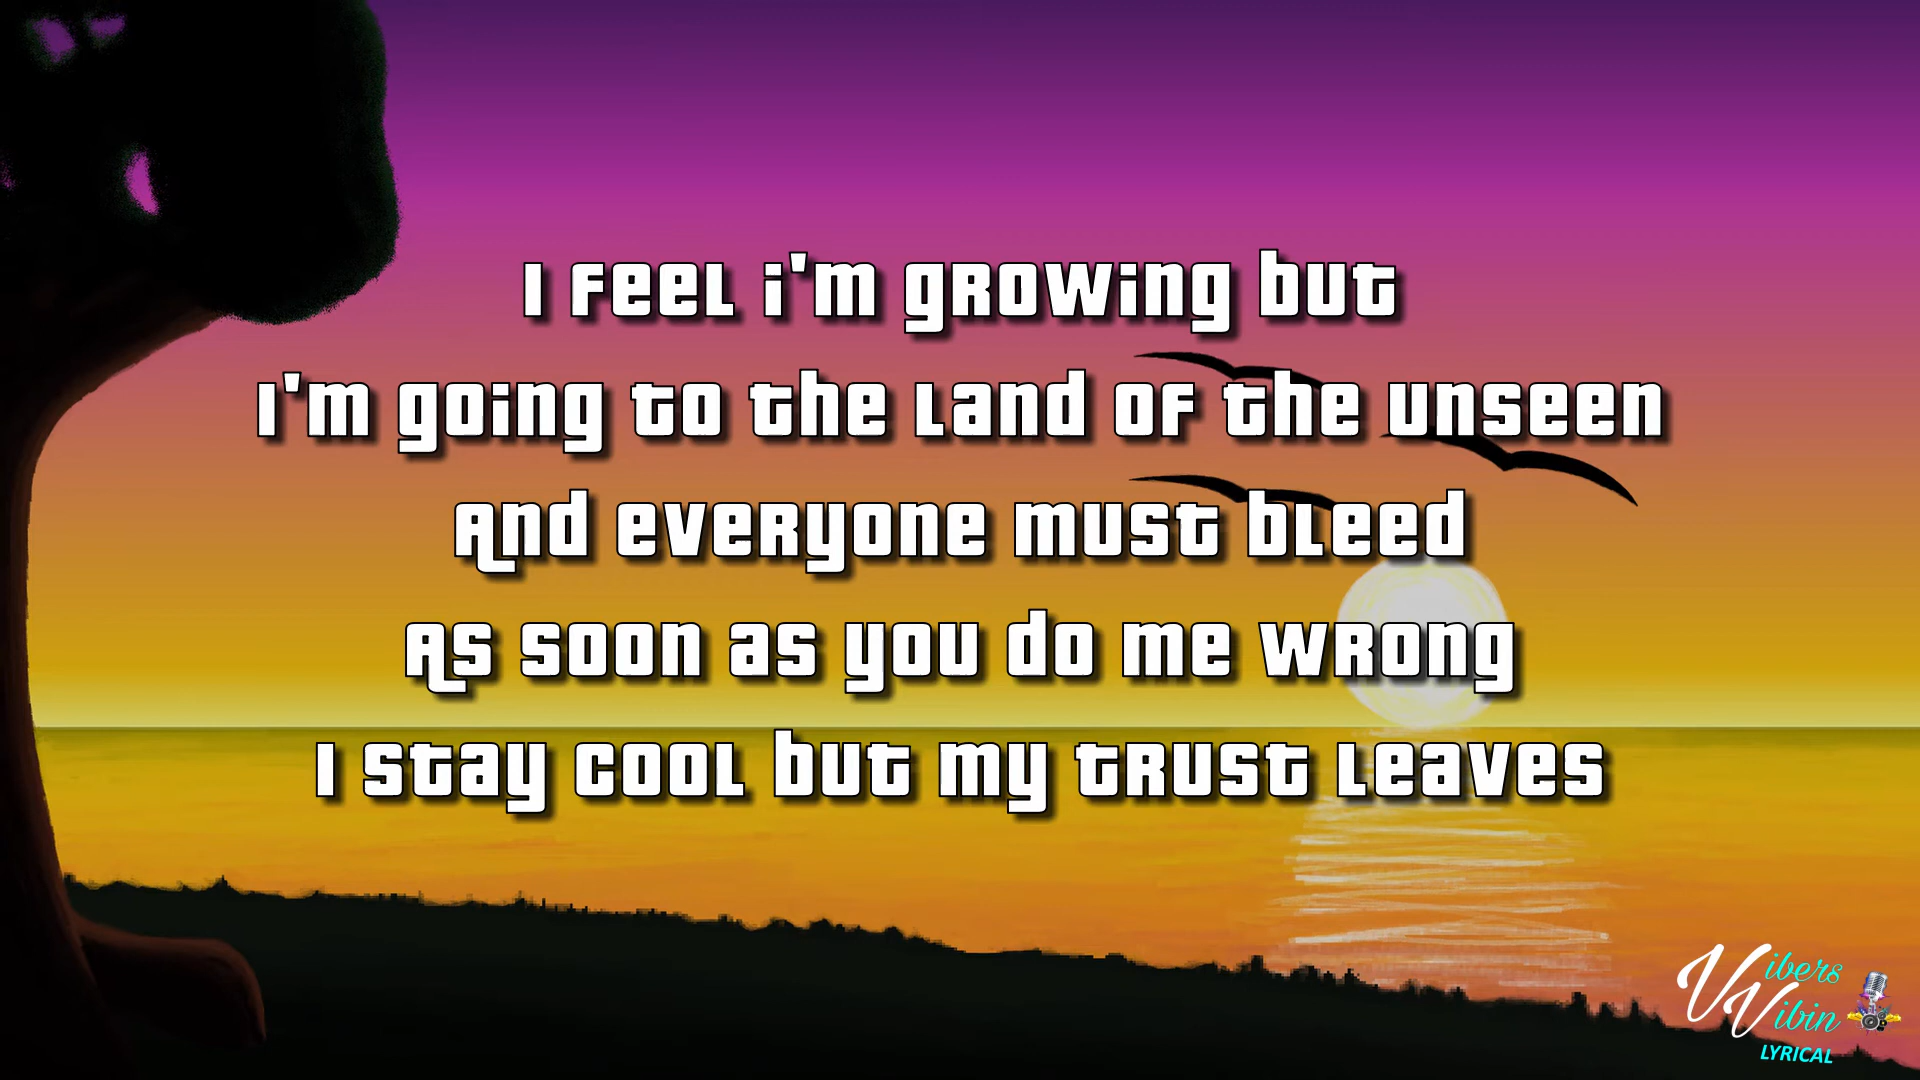 I feel i'm growing but
I'm going to the land of the unseen
And everyone must bleed
As soon as you do me wrong
I stay cool but my trust leaves
Vibers
Vibin
LYRICAL